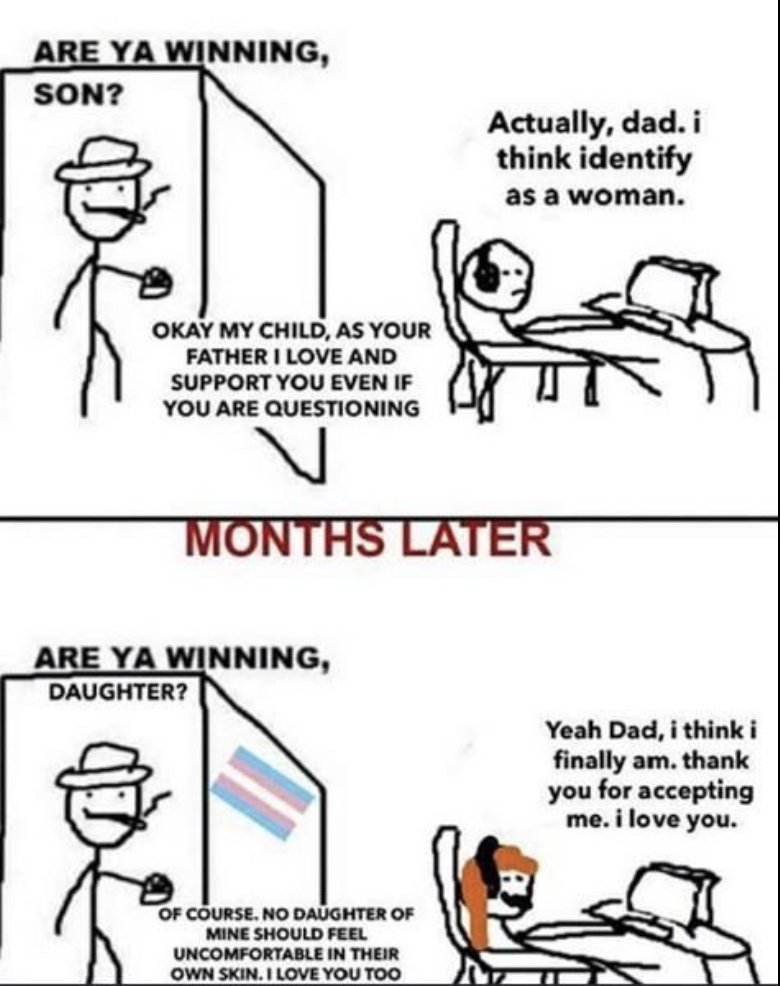 ARE YA WINNING,
SON?
Actually, dad. i
think identify
as a woman.
OKAY MY CHILD, AS YOUR
FATHER I LOVE AND
SUPPORT YOU EVEN IF
YOU ARE QUESTIONING
MONTHS LATER
ARE YA WINNING,
DAUGHTER?
Yeah Dad, i think i
finally am. thank
you for accepting
me. i love you.
OF COURSE. NO DAUGHTER OF
MINE SHOULD FEEL
UNCOMFORTABLE IN THEIR
OWN SKIN. I LOVE YOU TOO